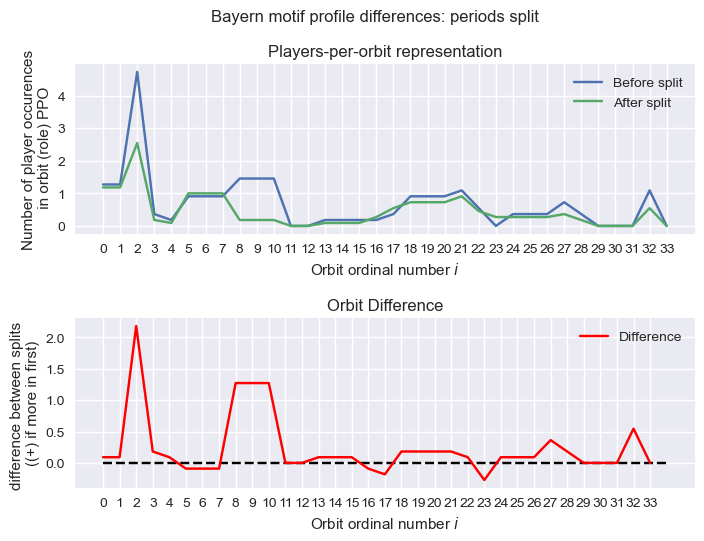 Bayern motif profile differences: periods split
Players-per-orbit representation
Number of player occurences
in orbit (role) PPO
4
3
2
1
0
Before split
After split
0 1 2 3 4 5 6 7 8 9 10 11 12 13 14 15 16 17 18 19 20 21 22 23 24 25 26 27 28 29 30 31 32 33
Orbit ordinal number i
Orbit Difference
difference between splits
((+) if more in first)
2.0
1.5
1.0
0.5
0.0
Difference
0 1 2 3 4 5 6 7 8 9 10 11 12 13 14 15 16 17 18 19 20 21 22 23 24 25 26 27 28 29 30 31 32 33
Orbit ordinal number i